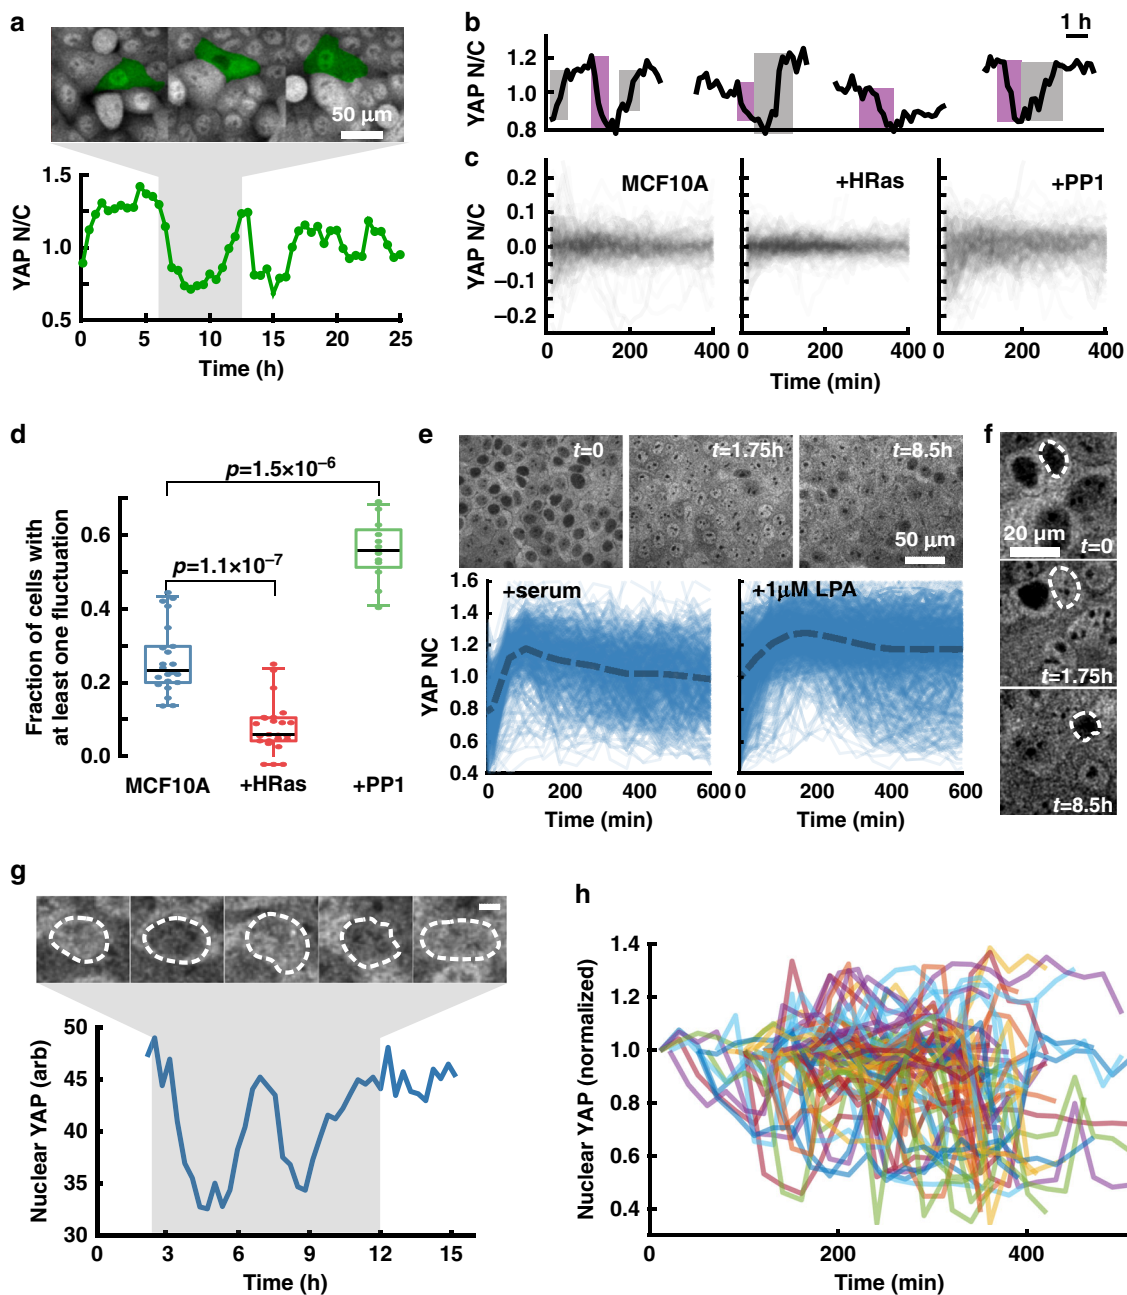 a
50 μm
YAP N/C
1.5
1.0
0.5
0
5
10
15
20
25
Time (h)
b
1 h
YAP N/C
1.2
1.0
0.8
c
YAP N/C
0.2
0.1
0.0
−0.1
−0.2
MCF10A
+HRas
+PP1
0
200
400
0
200
400
0
200
400
Time (min)
d
p=1.5×10–6
p=1.1×10–7
Fraction of cells with
at least one fluctuation
0.6
0.4
0.2
0.0
MCF10A
+HRas
+PP1
e
t=0
t=1.75h
t=8.5h
50 μm
YAP NC
1.6
1.4
1.2
1.0
0.8
0.6
0.4
+serum
+1μM LPA
0
200
400
600
0
200
400
600
Time (min)
Time (min)
f
20 μm
t=0
t=1.75h
t=8.5h
g
Nuclear YAP (arb)
50
45
40
35
30
0
3
6
9
12
15
Time (h)
h
Nuclear YAP (normalized)
1.4
1.2
1.0
0.8
0.6
0.4
0
200
400
Time (min)